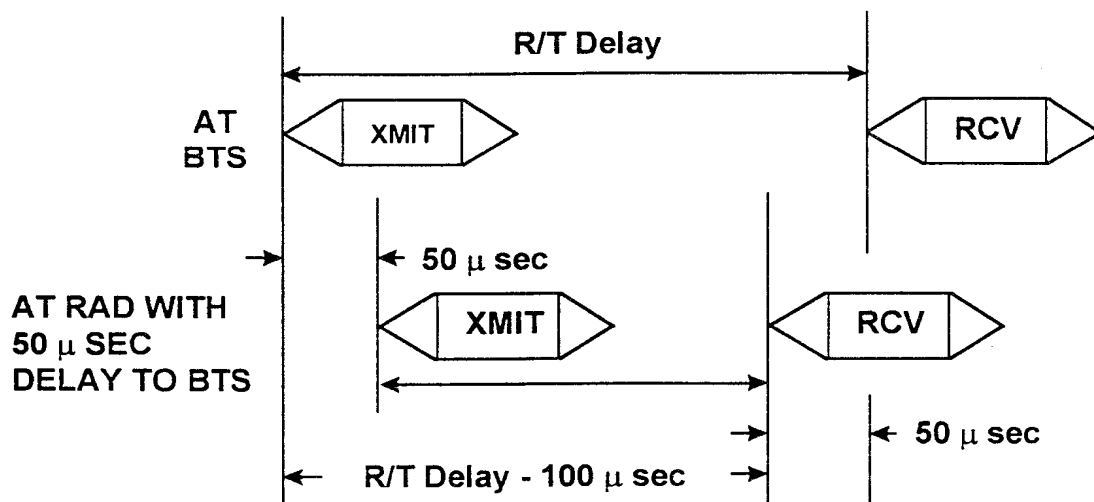 R/T Delay
AT
BTS
XMIT
RCV
50 μ sec
AT RAD WITH
50 μ SEC
DELAY TO BTS
XMIT
RCV
50 μ sec
R/T Delay - 100 μ sec